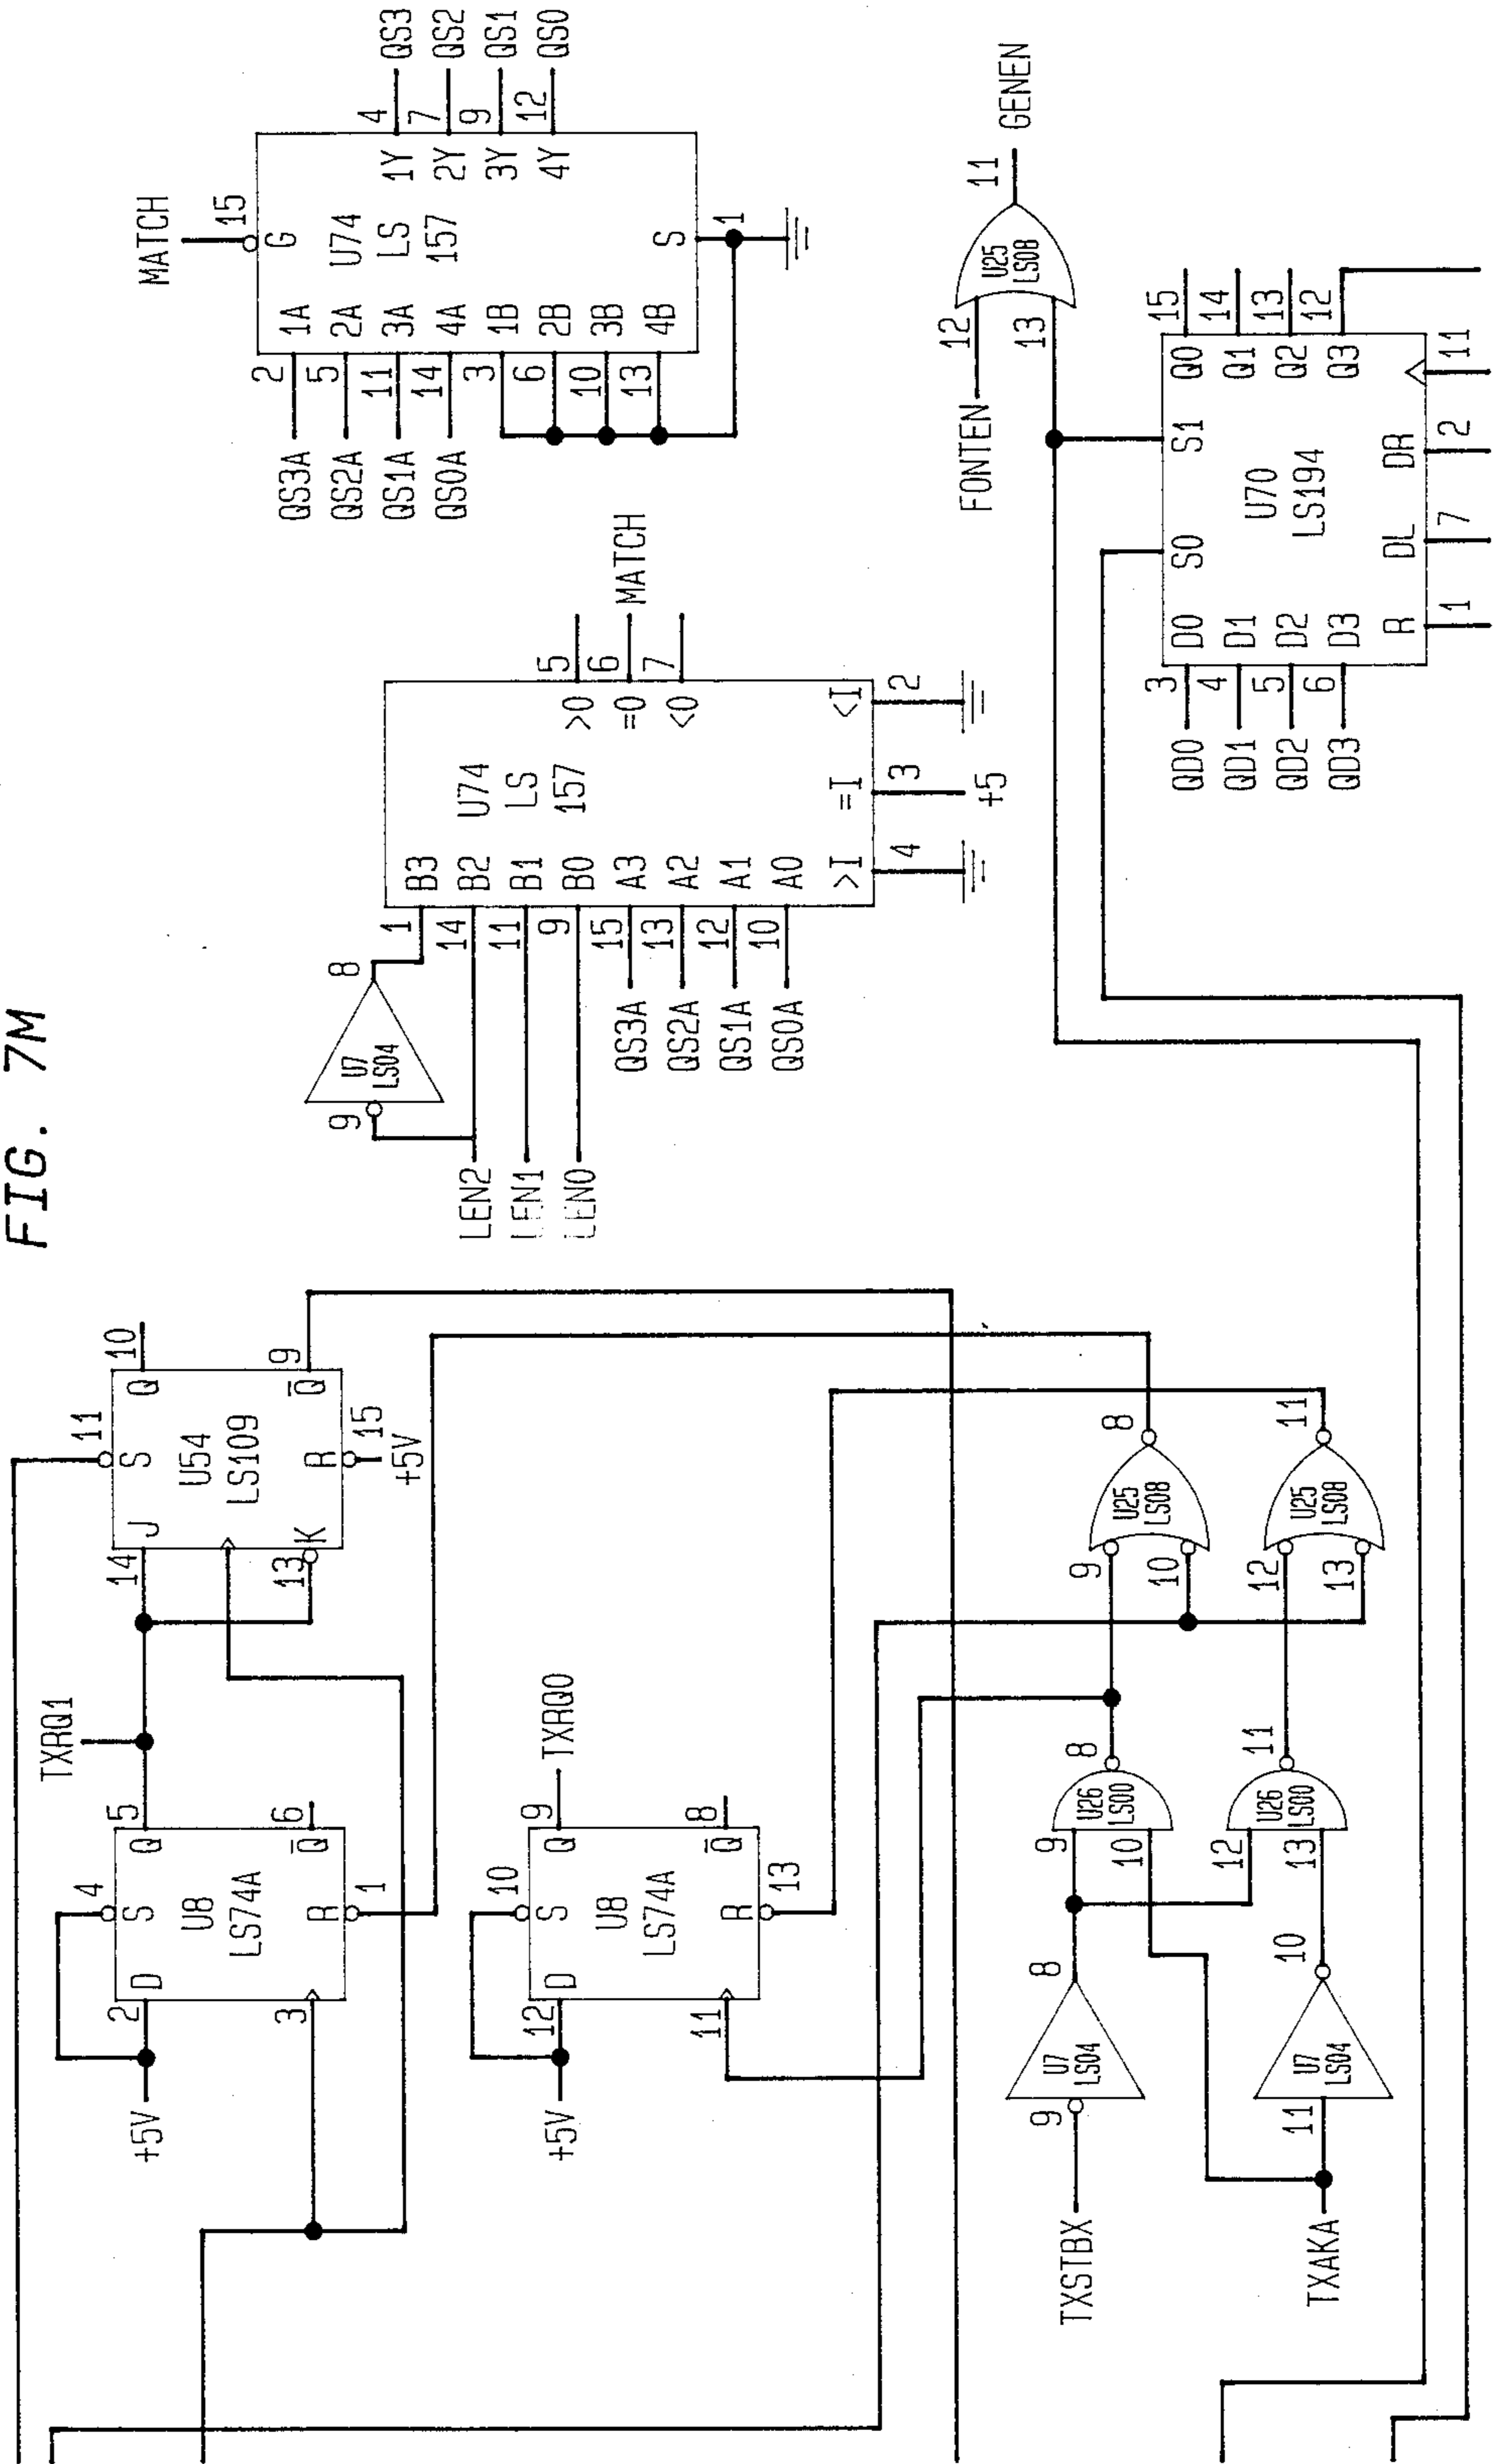 FIG. 7M
TXRQ1
+5V
2
D
4
S
U8
LS74A
3
R
1
Q
5
Q̅
6
14
J
11
S
U54
LS109
13
K
R
15
+5V
Q
10
Q̅
9
+5V
12
D
10
S
U8
LS74A
11
R
13
Q
9
TXRQ0
Q̅
8
TXSTBX
9
U7
LS04
8
TXAKA
11
U7
LS04
10
9
10
U26
LS00
8
12
13
U26
LS00
11
9
10
U25
LS08
8
12
13
U25
LS08
11
9
U7
LS04
8
LEN2
LEN1
LEN0
1
14
11
9
15
13
12
10
B3
B2
B1
B0
A3
A2
A1
A0
QS3A
QS2A
QS1A
QS0A
U74
LS
157
>O
=O
<O
5
6
7
MATCH
>I
=I
<I
4
3
2
+5
MATCH
15
G
QS3A
QS2A
QS1A
QS0A
2
5
11
14
3
6
10
13
1A
2A
3A
4A
1B
2B
3B
4B
U74
LS
157
S
1
1Y
2Y
3Y
4Y
4
7
9
12
QS3
QS2
QS1
QS0
FONTEN
12
13
U25
LS08
11
GENEN
QD0
QD1
QD2
QD3
3
4
5
6
D0
D1
D2
D3
S0
S1
U70
LS194
Q0
Q1
Q2
Q3
15
14
13
12
R
DL
DR
1
7
2
11